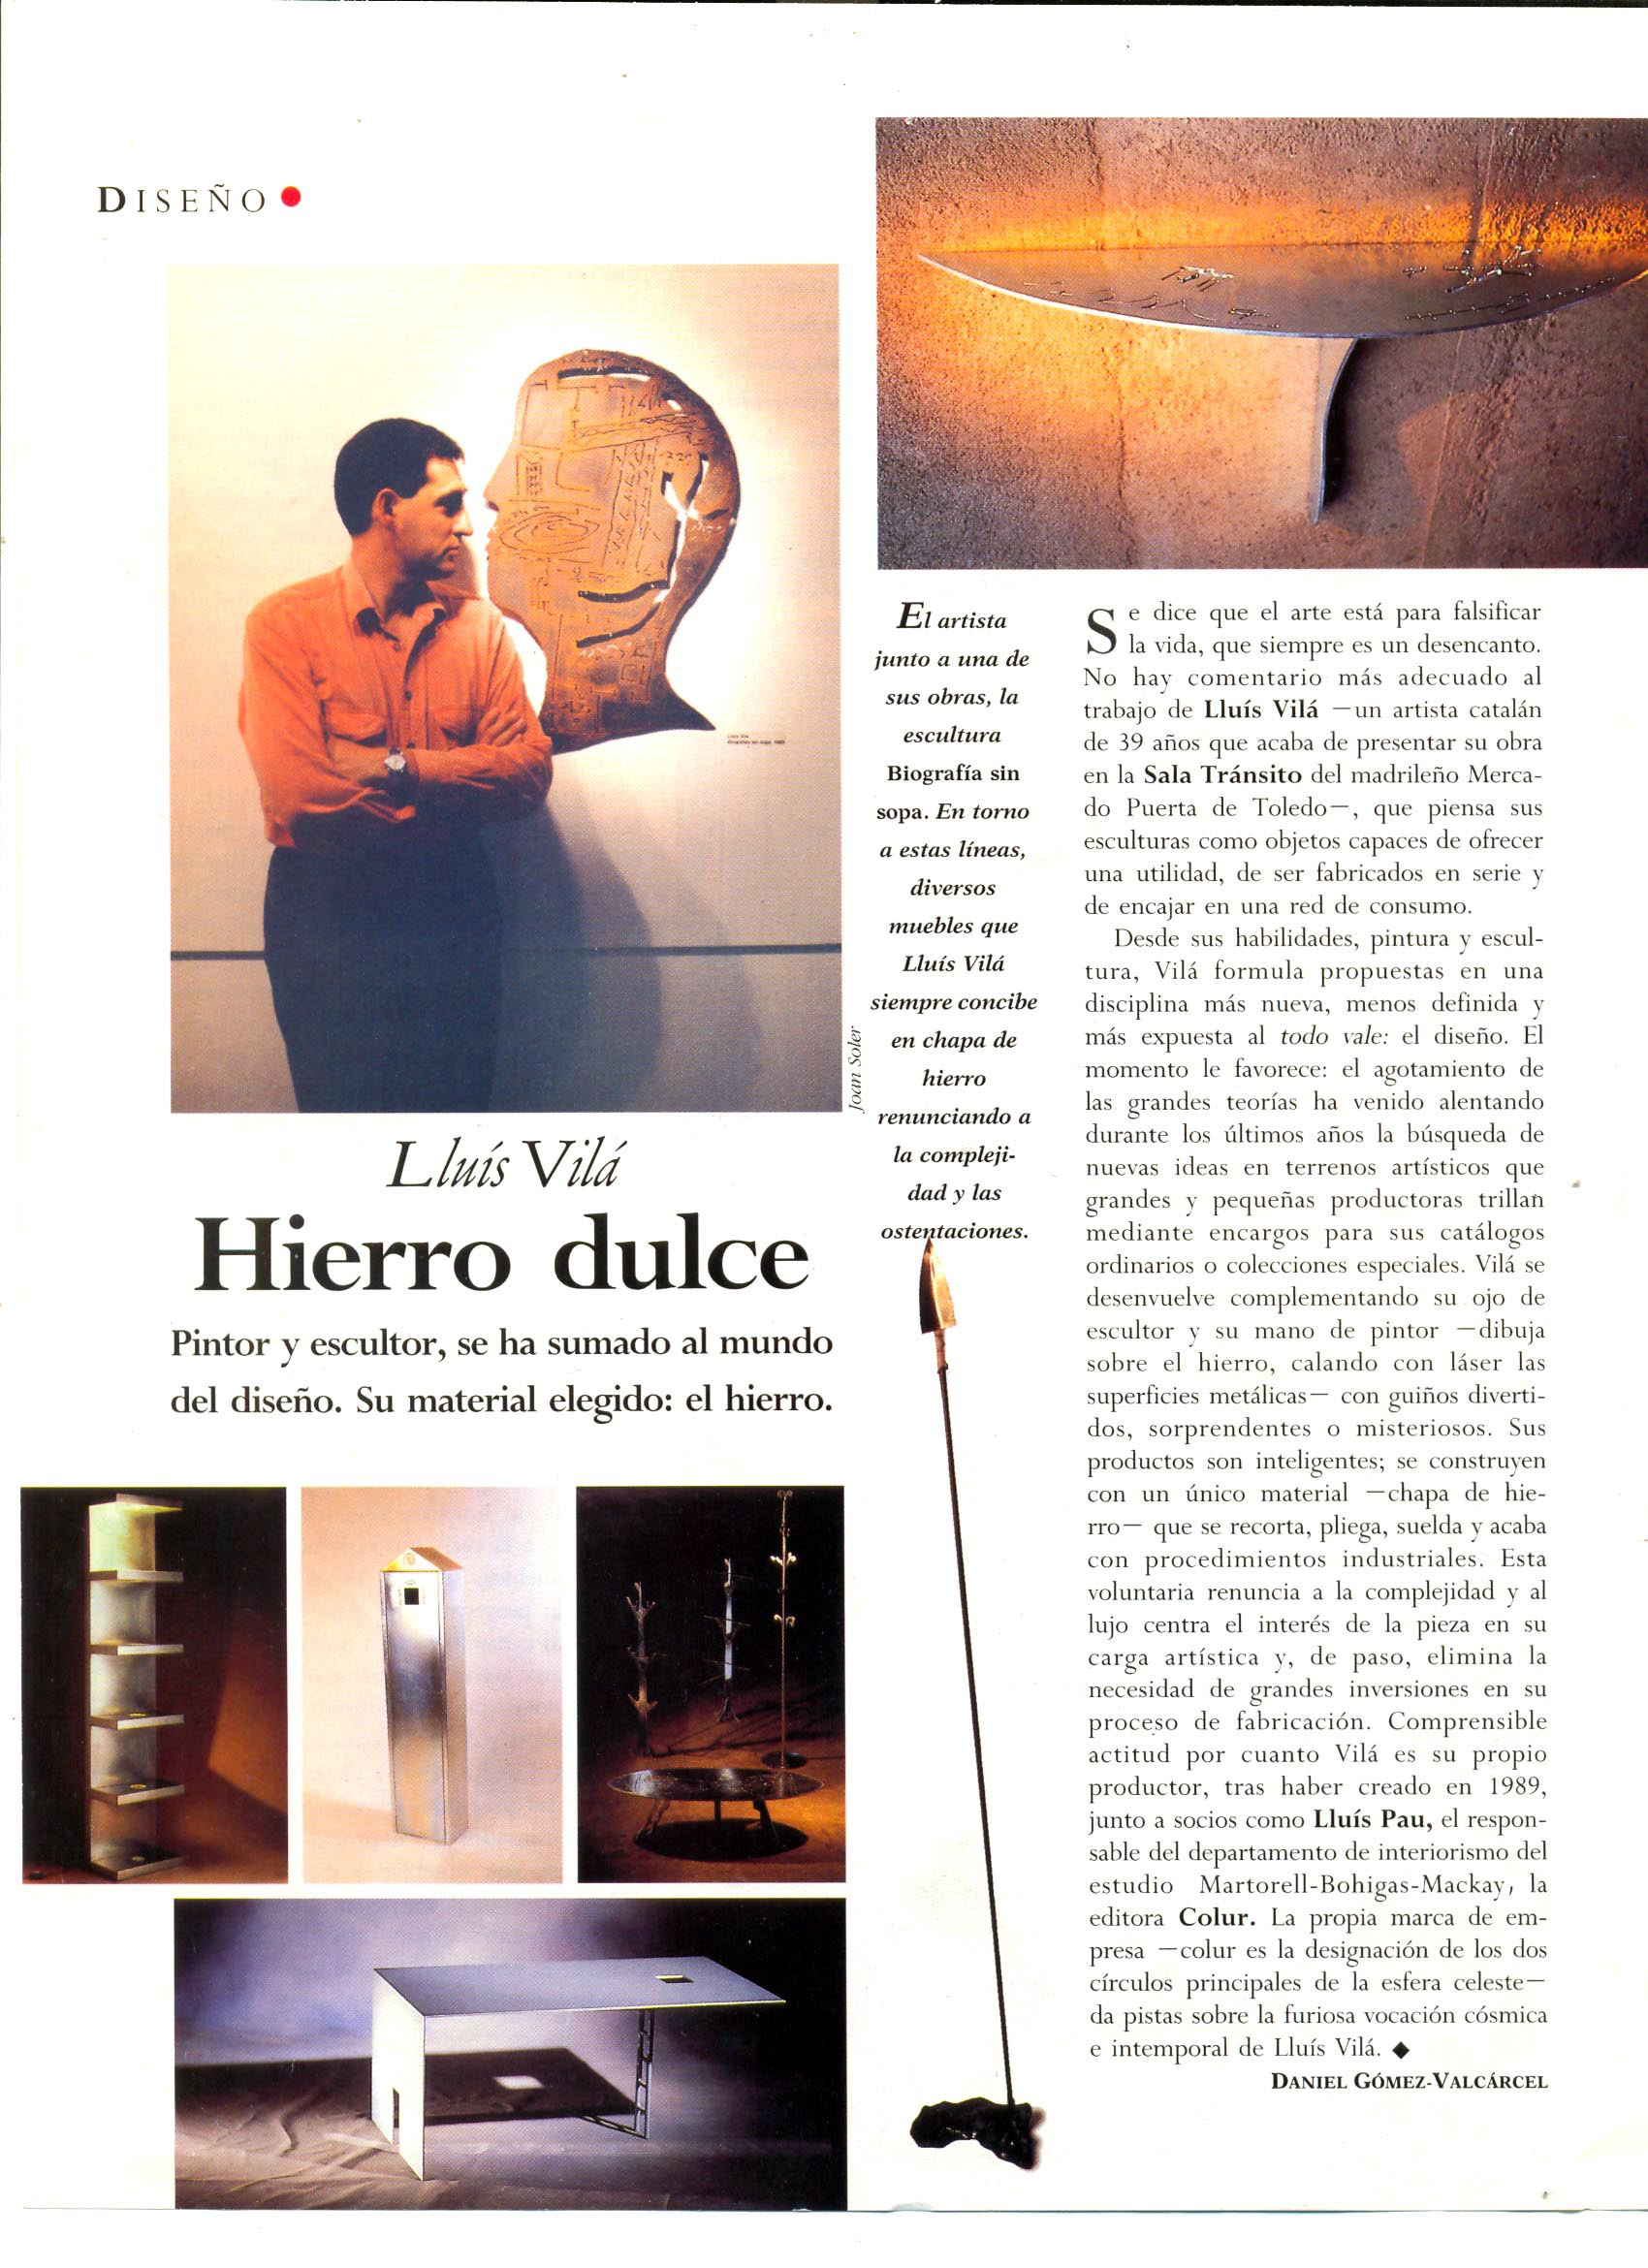 DISEÑO
Joan Soler
Lluís Vilá
Hierro dulce
Pintor y escultor, se ha sumado al mundo
del diseño. Su material elegido: el hierro.
El artista
junto a una de
sus obras, la
escultura
Biografía sin
sopa. En torno
a estas líneas,
diversos
muebles que
Lluís Vilá
siempre concibe
en chapa de
hierro
renunciando a
la compleji-
dad y las
ostentaciones.
Se dice que el arte está para falsificar
la vida, que siempre es un desencanto.
No hay comentario más adecuado al
trabajo de Lluís Vilá —un artista catalán
de 39 años que acaba de presentar su obra
en la Sala Tránsito del madrileño Merca-
do Puerta de Toledo—, que piensa sus
esculturas como objetos capaces de ofrecer
una utilidad, de ser fabricados en serie y
de encajar en una red de consumo.
Desde sus habilidades, pintura y escul-
tura, Vilá formula propuestas en una
disciplina más nueva, menos definida y
más expuesta al todo vale: el diseño. El
momento le favorece: el agotamiento de
las grandes teorías ha venido alentando
durante los últimos años la búsqueda de
nuevas ideas en terrenos artísticos que
grandes y pequeñas productoras trillan
mediante encargos para sus catálogos
ordinarios o colecciones especiales. Vilá se
desenvuelve complementando su ojo de
escultor y su mano de pintor —dibuja
sobre el hierro, calando con láser las
superficies metálicas— con guiños diverti-
dos, sorprendentes o misteriosos. Sus
productos son inteligentes; se construyen
con un único material —chapa de hie-
rro— que se recorta, pliega, suelda y acaba
con procedimientos industriales. Esta
voluntaria renuncia a la complejidad y al
lujo centra el interés de la pieza en su
carga artística y, de paso, elimina la
necesidad de grandes inversiones en su
proceso de fabricación. Comprensible
actitud por cuanto Vilá es su propio
productor, tras haber creado en 1989,
junto a socios como Lluís Pau, el respon-
sable del departamento de interiorismo del
estudio Martorell-Bohigas-Mackay, la
editora Colur. La propia marca de em-
presa —colur es la designación de los dos
círculos principales de la esfera celeste—
da pistas sobre la furiosa vocación cósmica
e intemporal de Lluís Vilá. ◆
DANIEL GÓMEZ-VALCÁRCEL